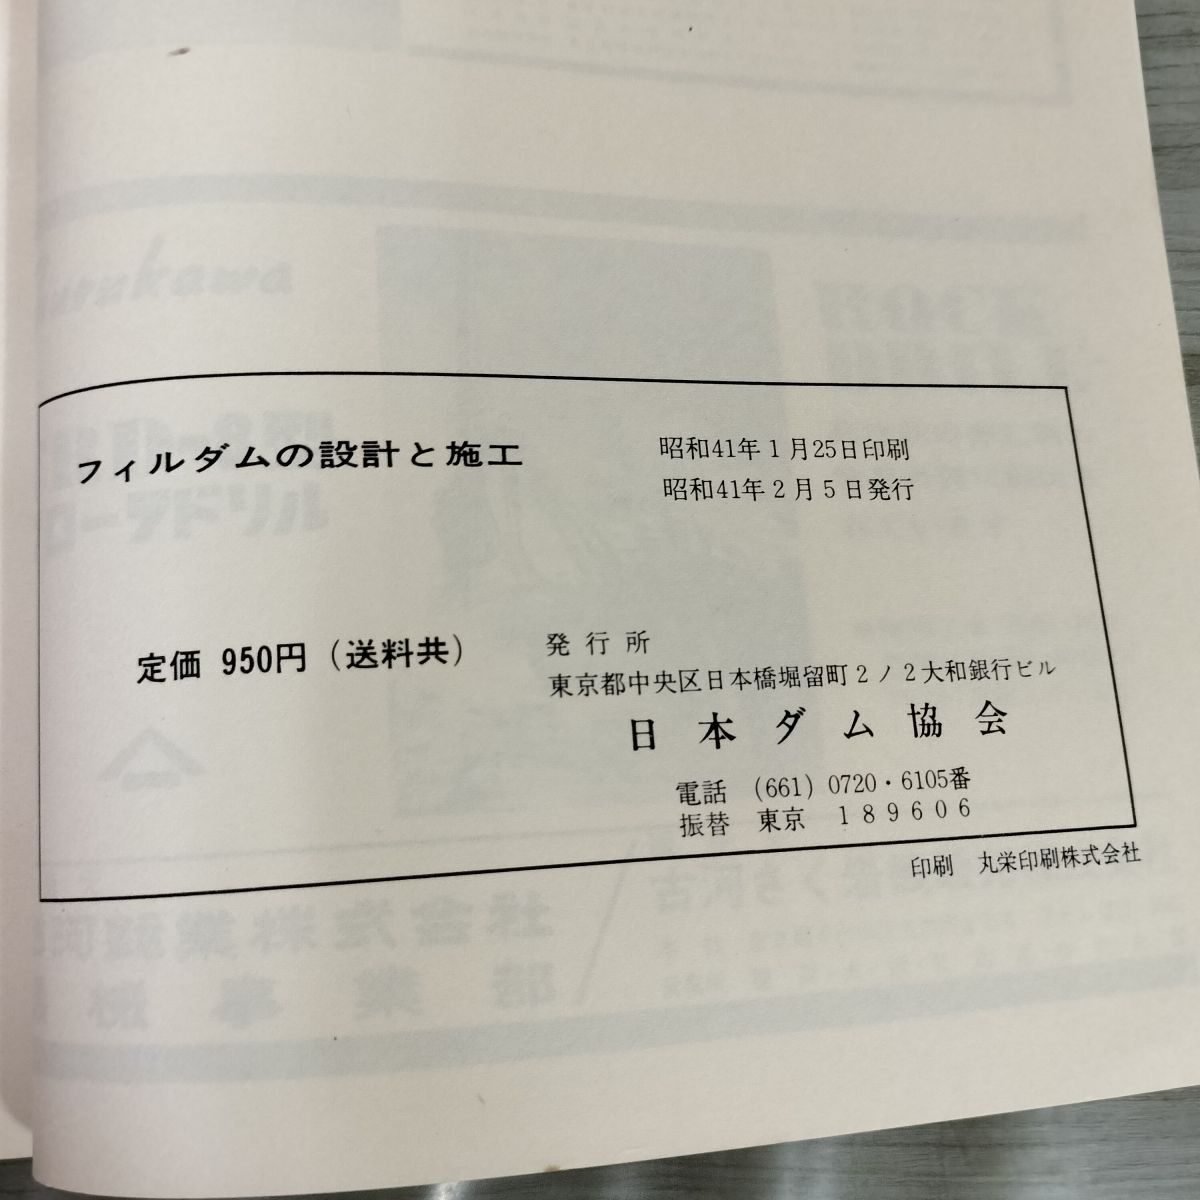 フィルダムの設計と施工
昭和41年1月25日印刷
昭和41年2月5日発行
定価 950円（送料共）
発行所
東京都中央区日本橋堀留町2ノ2大和銀行ビル
日本ダム協会
電話 (661) 0720・6105番
振替 東京 189606
印刷 丸栄印刷株式会社